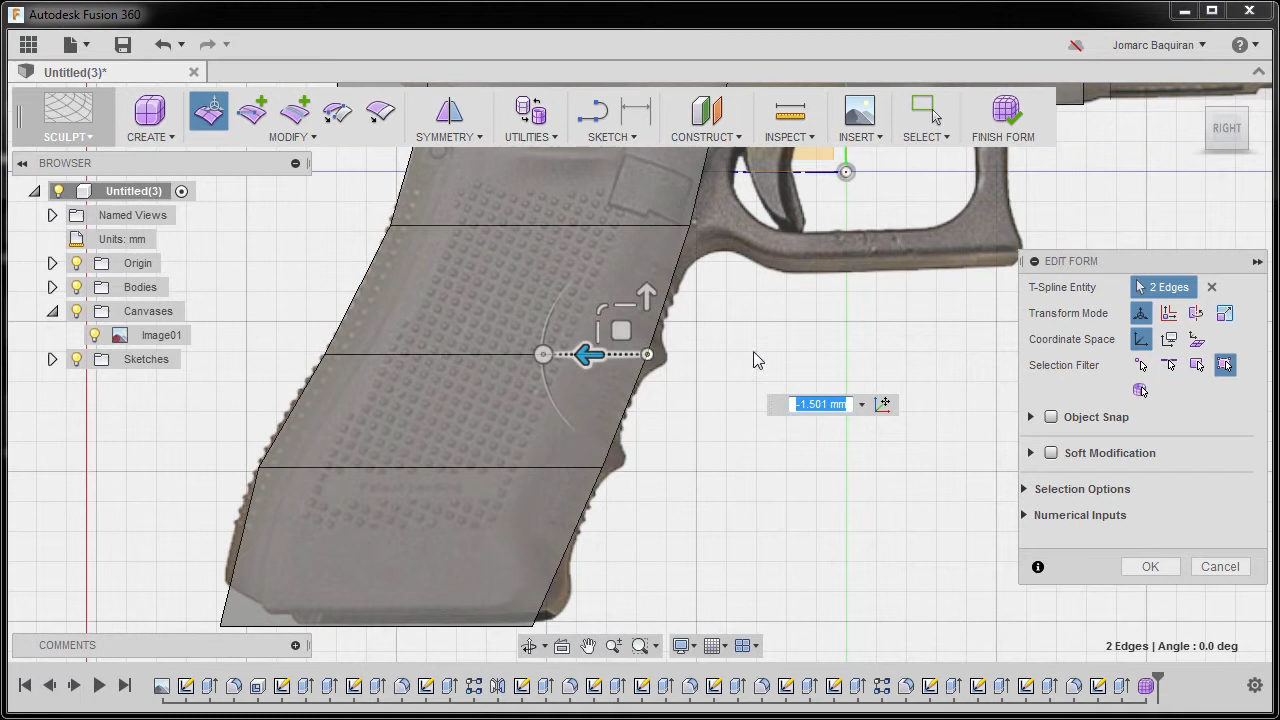 Autodesk Fusion 360
Jomarc Baquiran
Untitled(3)*
SCULPT
CREATE
MODIFY
SYMMETRY
UTILITIES
SKETCH
CONSTRUCT
INSPECT
INSERT
SELECT
FINISH FORM
RIGHT
BROWSER
Untitled(3)
Named Views
Units: mm
Origin
Bodies
Canvases
Image01
Sketches
EDIT FORM
T-Spline Entity
2 Edges
Transform Mode
Coordinate Space
Selection Filter
-1.501 mm
Object Snap
Soft Modification
Selection Options
Numerical Inputs
OK
Cancel
Patent pending
COMMENTS
2 Edges | Angle : 0.0 deg